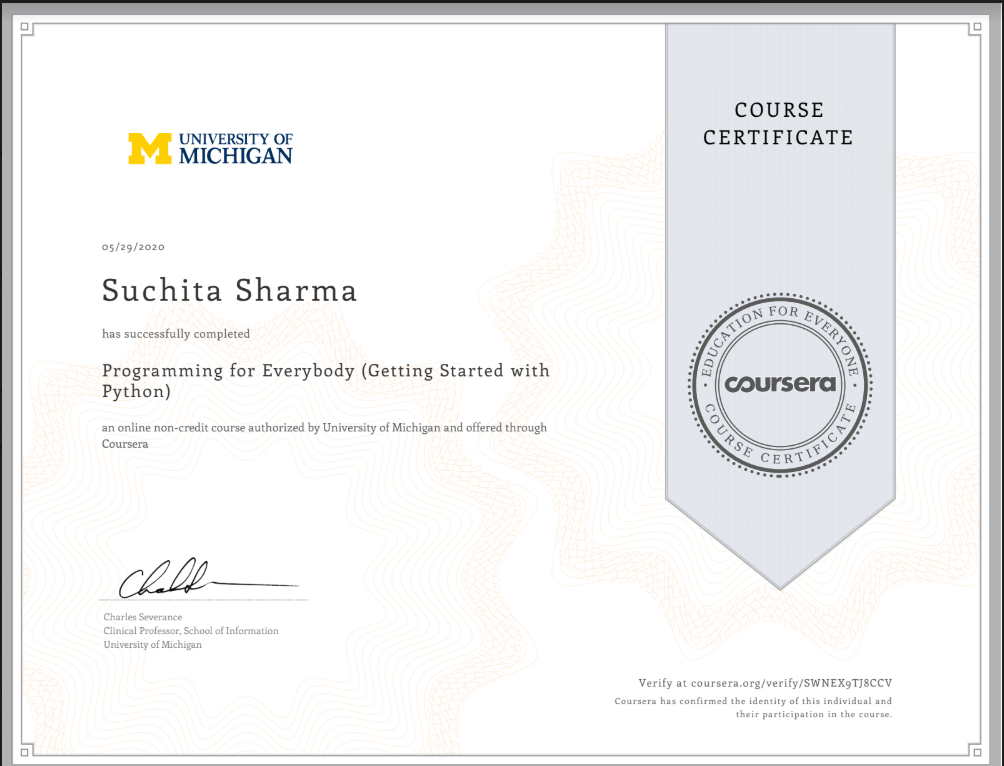 UNIVERSITY OF
MICHIGAN
COURSE
CERTIFICATE
05/29/2020
Suchita Sharma
has successfully completed
Programming for Everybody (Getting Started with
Python)
an online non-credit course authorized by University of Michigan and offered through
Coursera
EDUCATION FOR EVERYONE
coursera
COURSE CERTIFICATE
Charles Severance
Clinical Professor, School of Information
University of Michigan
Verify at coursera.org/verify/SWNEX9TJ8CCV
Coursera has confirmed the identity of this individual and
their participation in the course.